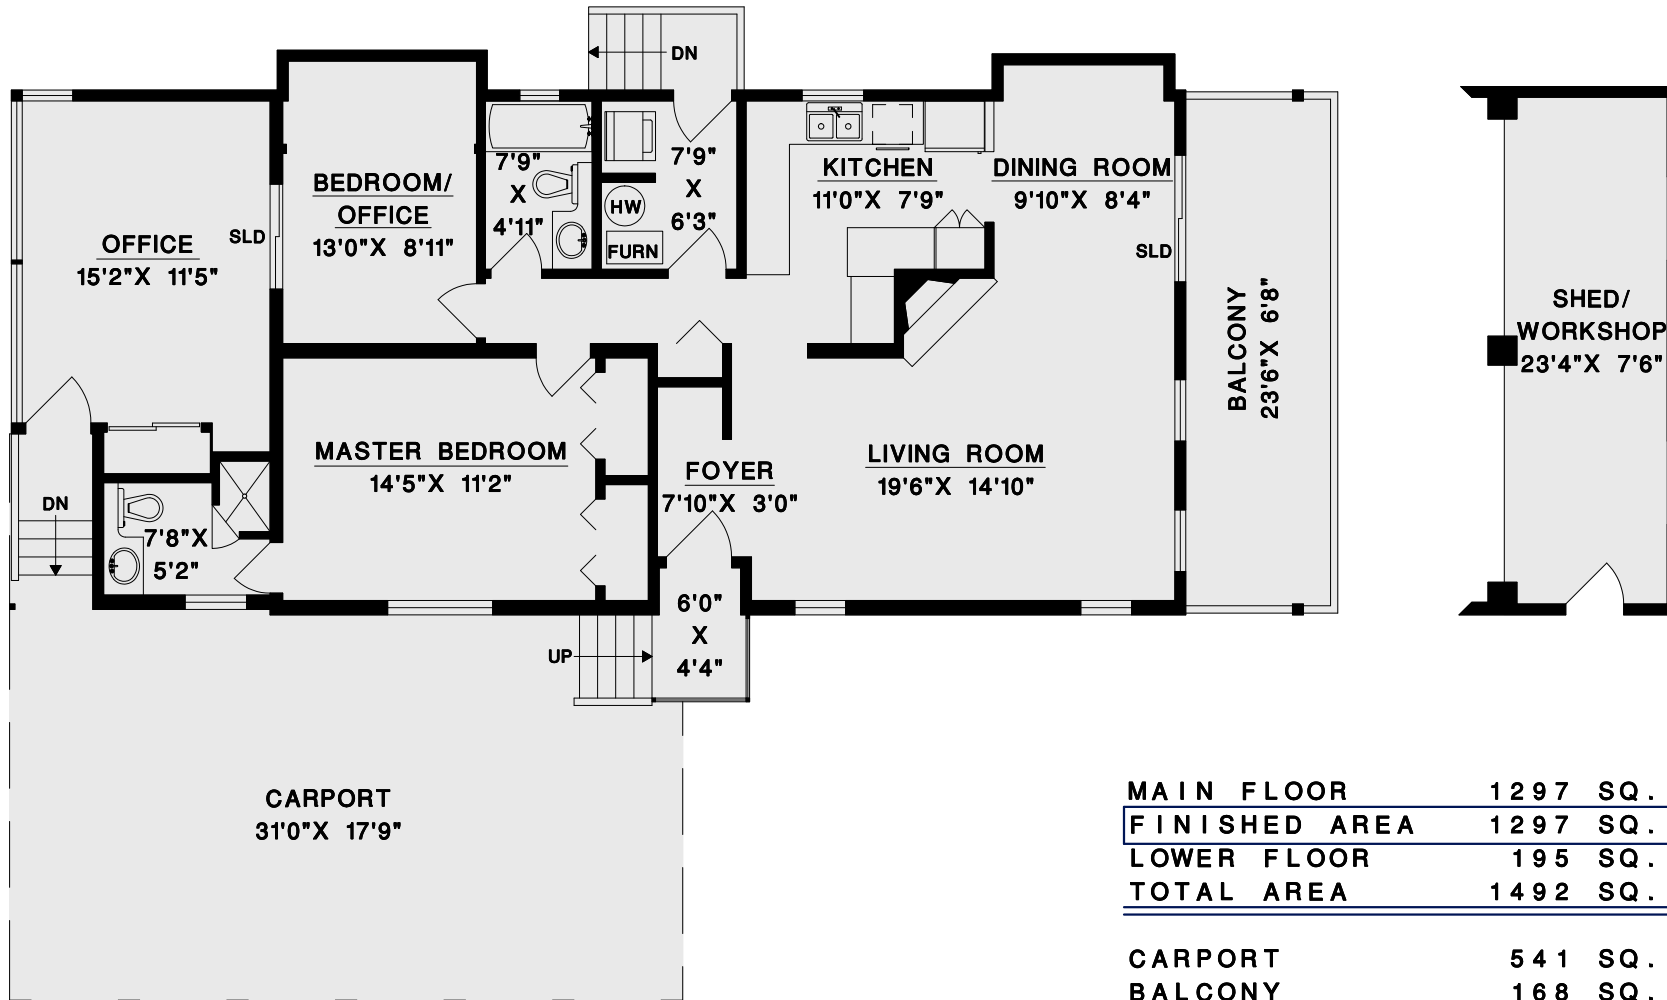 DN
7'9"
X
4'11"
7'9"
X
6'3"
HW
FURN
KITCHEN
11'0"X 7'9"
DINING ROOM
9'10"X 8'4"
BEDROOM/
OFFICE
13'0"X 8'11"
OFFICE
15'2"X 11'5"
SLD
SLD
BALCONY
23'6"X 6'8"
SHED/
WORKSHOP
23'4"X 7'6"
MASTER BEDROOM
14'5"X 11'2"
FOYER
7'10"X 3'0"
LIVING ROOM
19'6"X 14'10"
DN
7'8"X
5'2"
6'0"
X
4'4"
UP
CARPORT
31'0"X 17'9"
MAIN FLOOR 1297 SQ.
FINISHED AREA 1297 SQ.
LOWER FLOOR 195 SQ.
TOTAL AREA 1492 SQ.
CARPORT 541 SQ.
BALCONY 168 SQ.